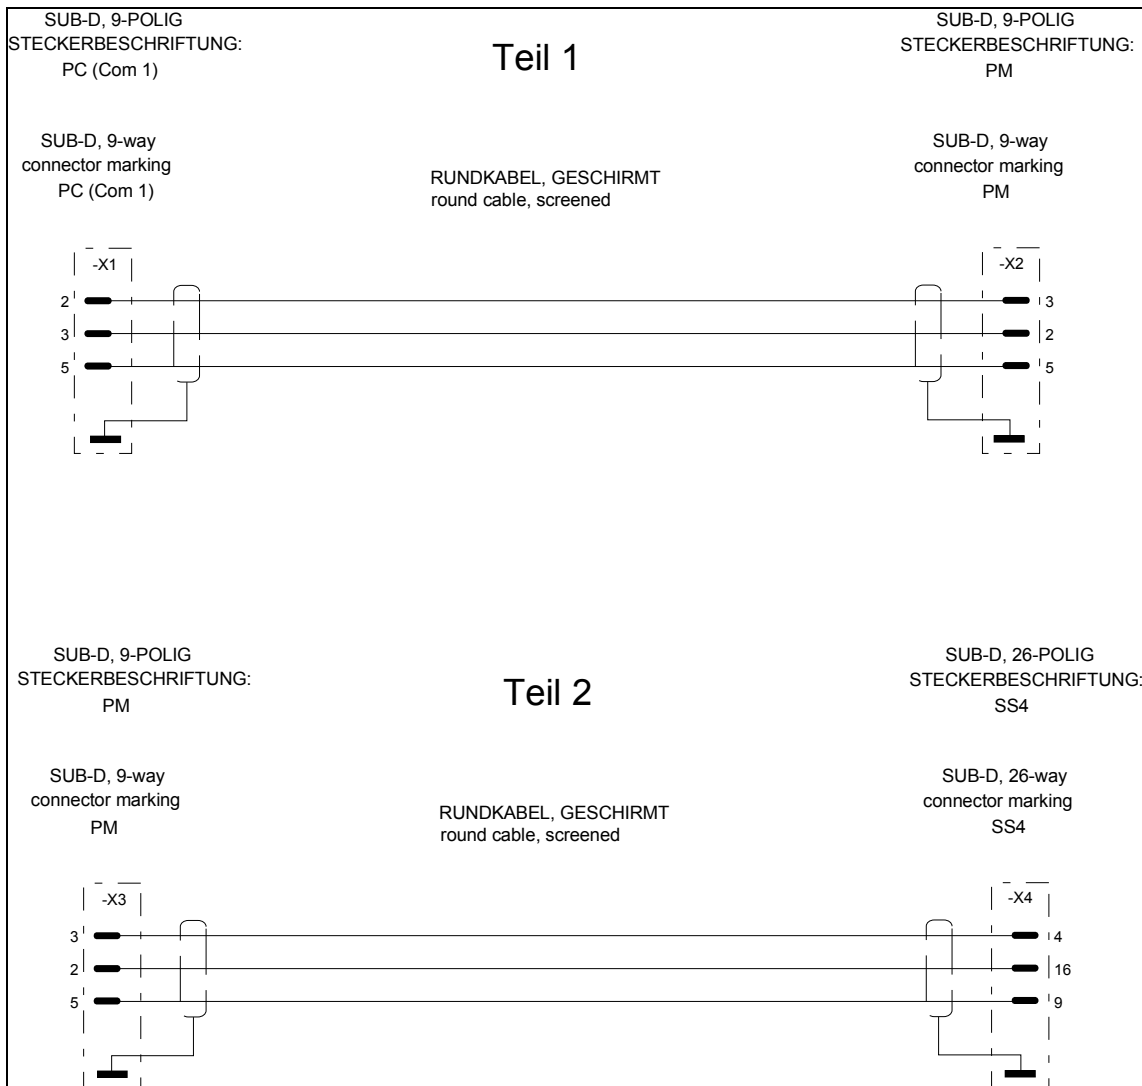 SUB-D, 9-POLIG
STECKERBESCHRIFTUNG:
PC (Com 1)
Teil 1
SUB-D, 9-POLIG
STECKERBESCHRIFTUNG:
PM
SUB-D, 9-way
connector marking
PC (Com 1)
RUNDKABEL, GESCHIRMT
round cable, screened
SUB-D, 9-way
connector marking
PM
-X1
2
3
5
-X2
3
2
5
SUB-D, 9-POLIG
STECKERBESCHRIFTUNG:
PM
Teil 2
SUB-D, 26-POLIG
STECKERBESCHRIFTUNG:
SS4
SUB-D, 9-way
connector marking
PM
RUNDKABEL, GESCHIRMT
round cable, screened
SUB-D, 26-way
connector marking
SS4
-X3
3
2
5
-X4
4
16
9